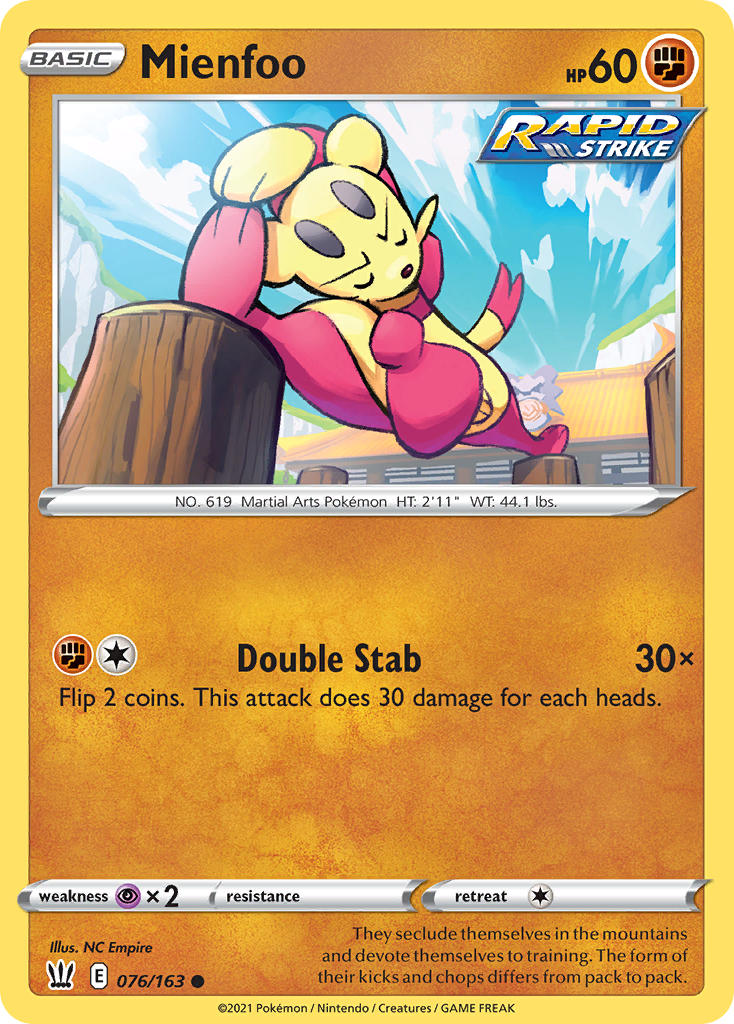 BASIC Mienfoo HP60
RAPID
STRIKE
NO. 619 Martial Arts Pokémon HT: 2'11" WT: 44.1 lbs.
Double Stab 30×
Flip 2 coins. This attack does 30 damage for each heads.
weakness ×2 resistance retreat
Illus. NC Empire
They seclude themselves in the mountains
and devote themselves to training. The form of
their kicks and chops differs from pack to pack.
E 076/163
©2021 Pokémon / Nintendo / Creatures / GAME FREAK